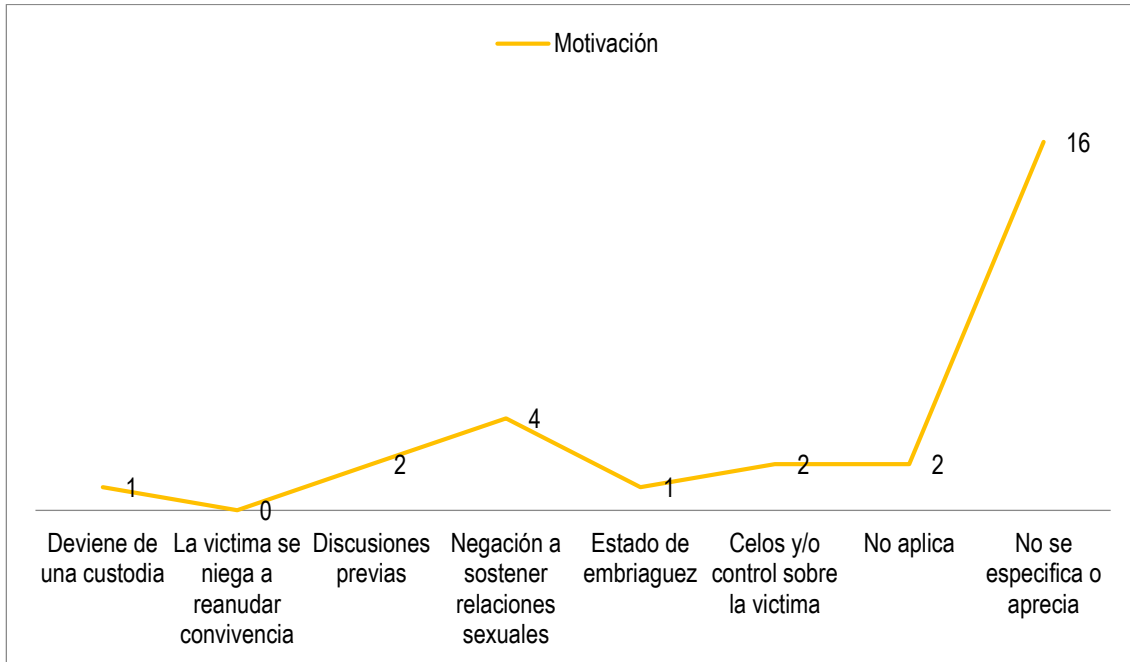 Motivación
16
4
2
2
2
1
1
0
Deviene de
una custodia
La victima se
niega a
reanudar
convivencia
Discusiones
previas
Negación a
sostener
relaciones
sexuales
Estado de
embriaguez
Celos y/o
control sobre
la victima
No aplica
No se
especifica o
aprecia